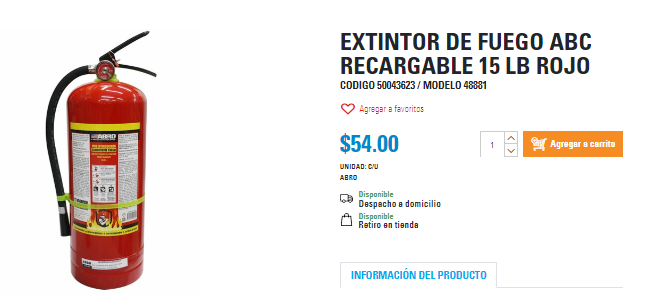 EXTINTOR DE FUEGO ABC
RECARGABLE 15 LB ROJO
CODIGO 50043623 / MODELO 48881
Agregar a favoritos
$54.00
1
Agregar a carrito
UNIDAD: C/U
ABRO
Disponible
Despacho a domicilio
Disponible
Retiro en tienda
INFORMACIÓN DEL PRODUCTO
ABRO